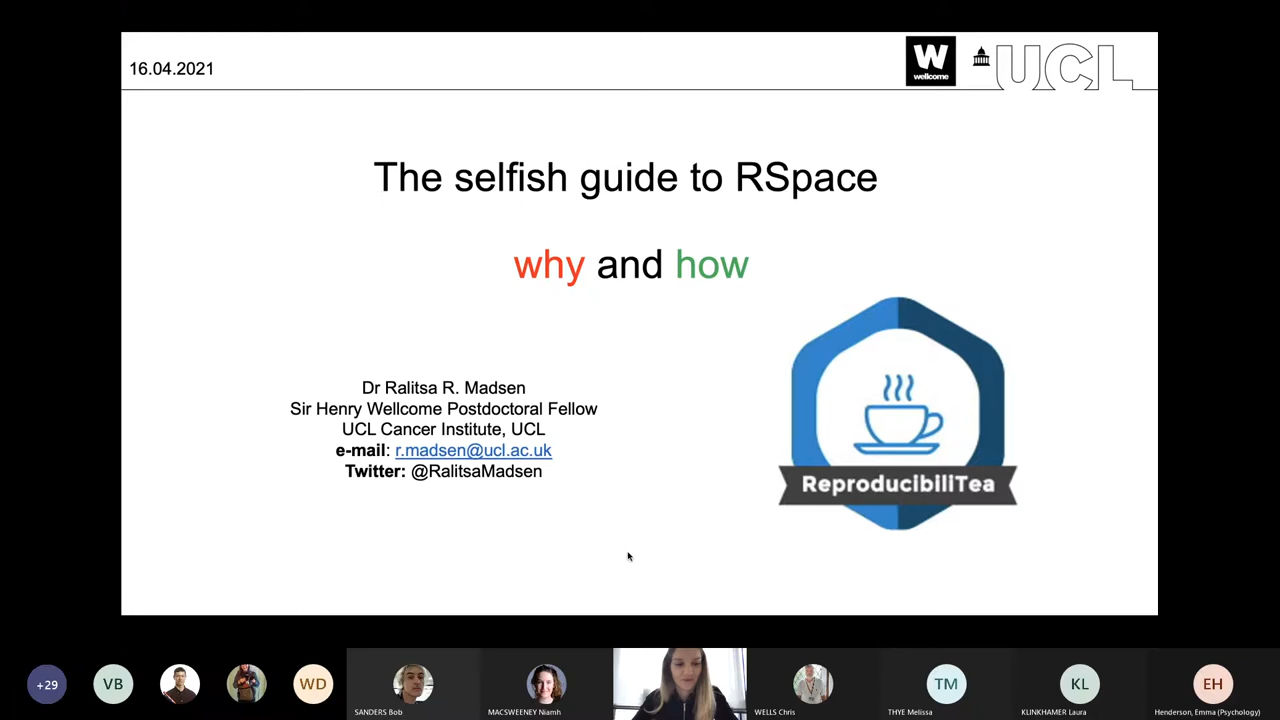 16.04.2021
W
wellcome
UCL
The selfish guide to RSpace
why and how
Dr Ralitsa R. Madsen
Sir Henry Wellcome Postdoctoral Fellow
UCL Cancer Institute, UCL
e-mail: r.madsen@ucl.ac.uk
Twitter: @RalitsaMadsen
ReproducibiliTea
+29
VB
WD
TM
KL
EH
SANDERS Bob
MACSWEENEY Niamh
WELLS Chris
THYE Melissa
KLINKHAMER Laura
Henderson, Emma (Psychology)